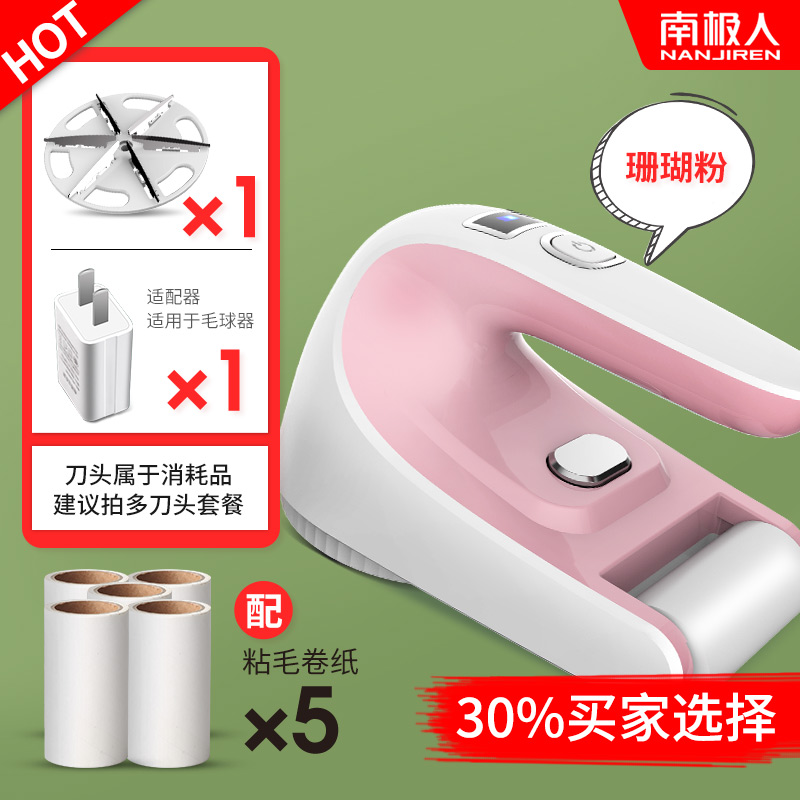 HOT
南极人
NANJIREN
珊瑚粉
×1
适配器
适用于毛球器
×1
刀头属于消耗品
建议拍多刀头套餐
配
粘毛卷纸
×5
30%买家选择